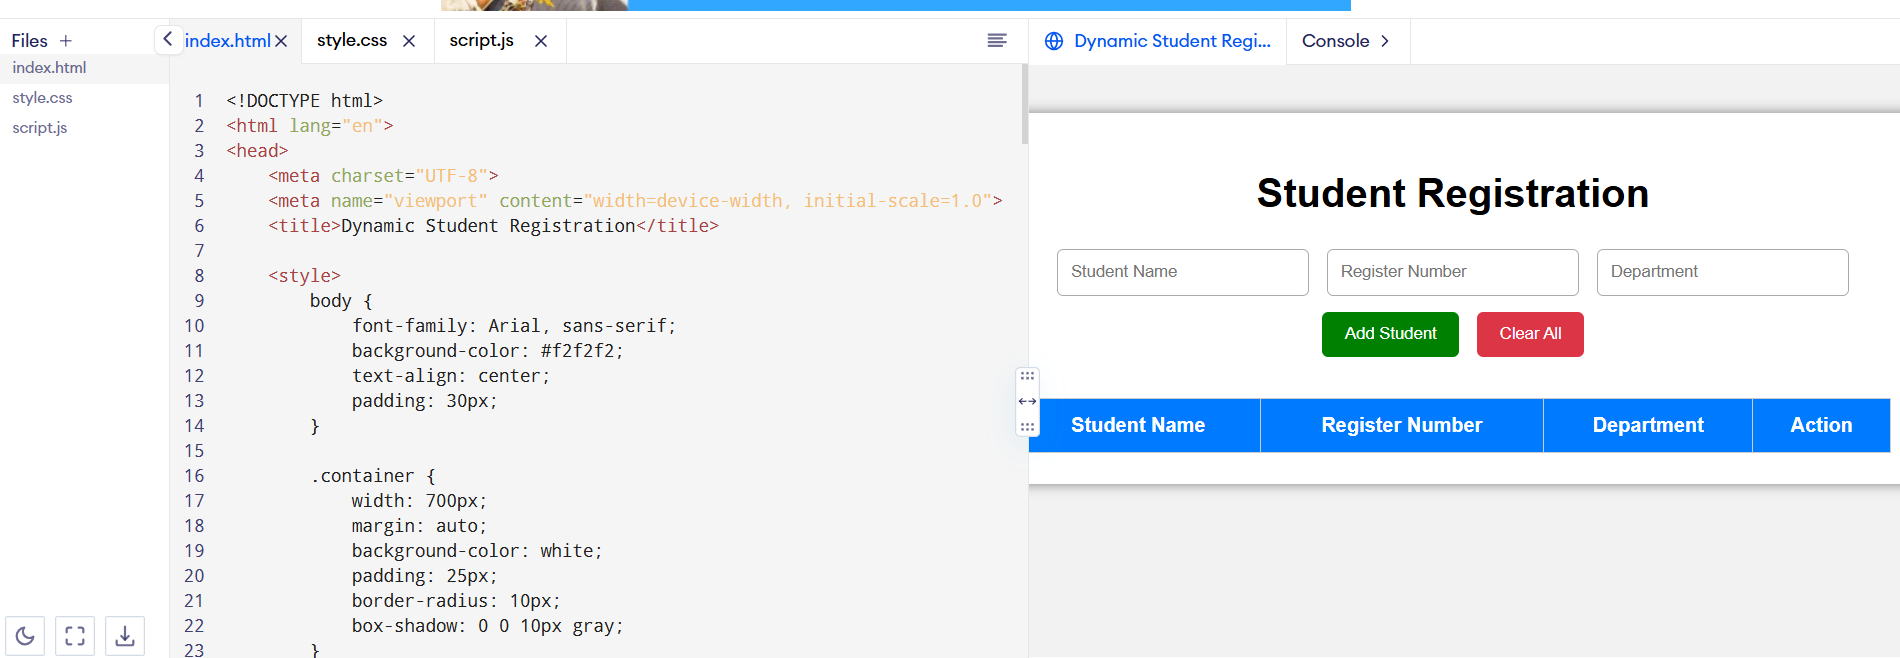 Files +
index.html
style.css
script.js
index.html
style.css
script.js
1 <!DOCTYPE html>
2 <html lang="en">
3 <head>
4 <meta charset="UTF-8">
5 <meta name="viewport" content="width=device-width, initial-scale=1.0">
6 <title>Dynamic Student Registration</title>
7
8 <style>
9 body {
10 font-family: Arial, sans-serif;
11 background-color: #f2f2f2;
12 text-align: center;
13 padding: 30px;
14 }
15
16 .container {
17 width: 700px;
18 margin: auto;
19 background-color: white;
20 padding: 25px;
21 border-radius: 10px;
22 box-shadow: 0 0 10px gray;
23 }
Dynamic Student Regi...
Console
Student Registration
Student Name
Register Number
Department
Add Student
Clear All
Student Name Register Number Department Action